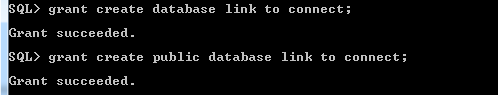 SQL> grant create database link to connect;
Grant succeeded.
SQL> grant create public database link to connect;
Grant succeeded.